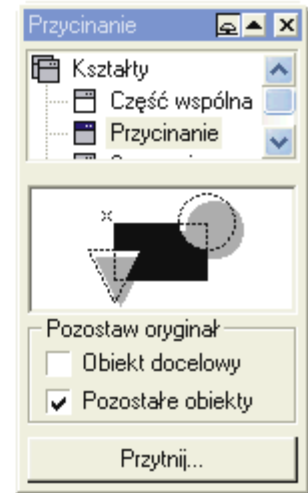 Przycinanie
Kształty
Część wspólna
Przycinanie
Pozostaw oryginał
Obiekt docelowy
Pozostałe obiekty
Przytnij...